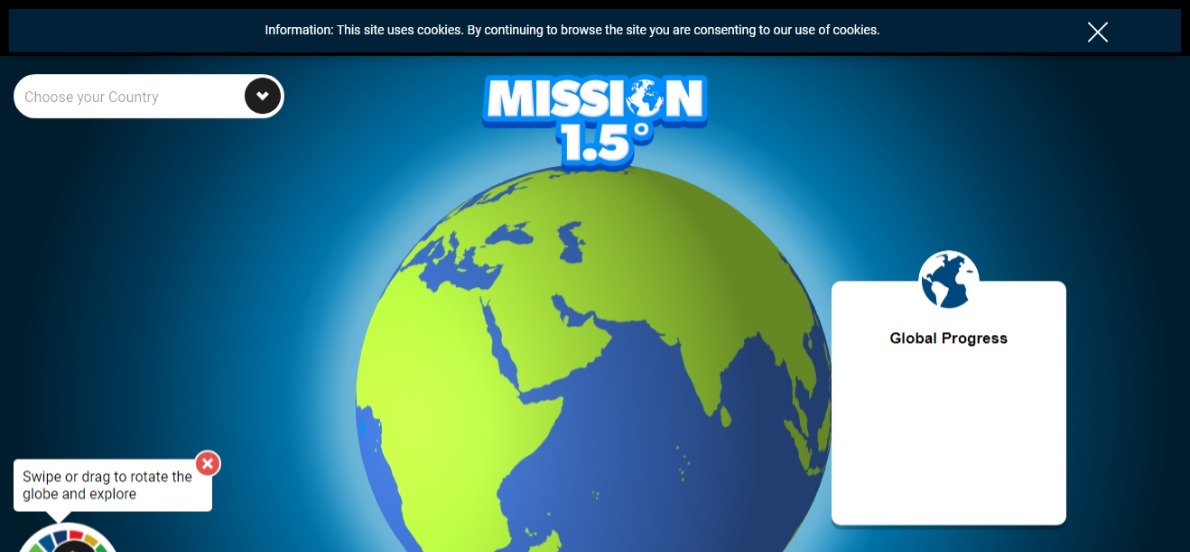 Information: This site uses cookies. By continuing to browse the site you are consenting to our use of cookies.
Choose your Country
MISSION
1.5°
Global Progress
Swipe or drag to rotate the
globe and explore